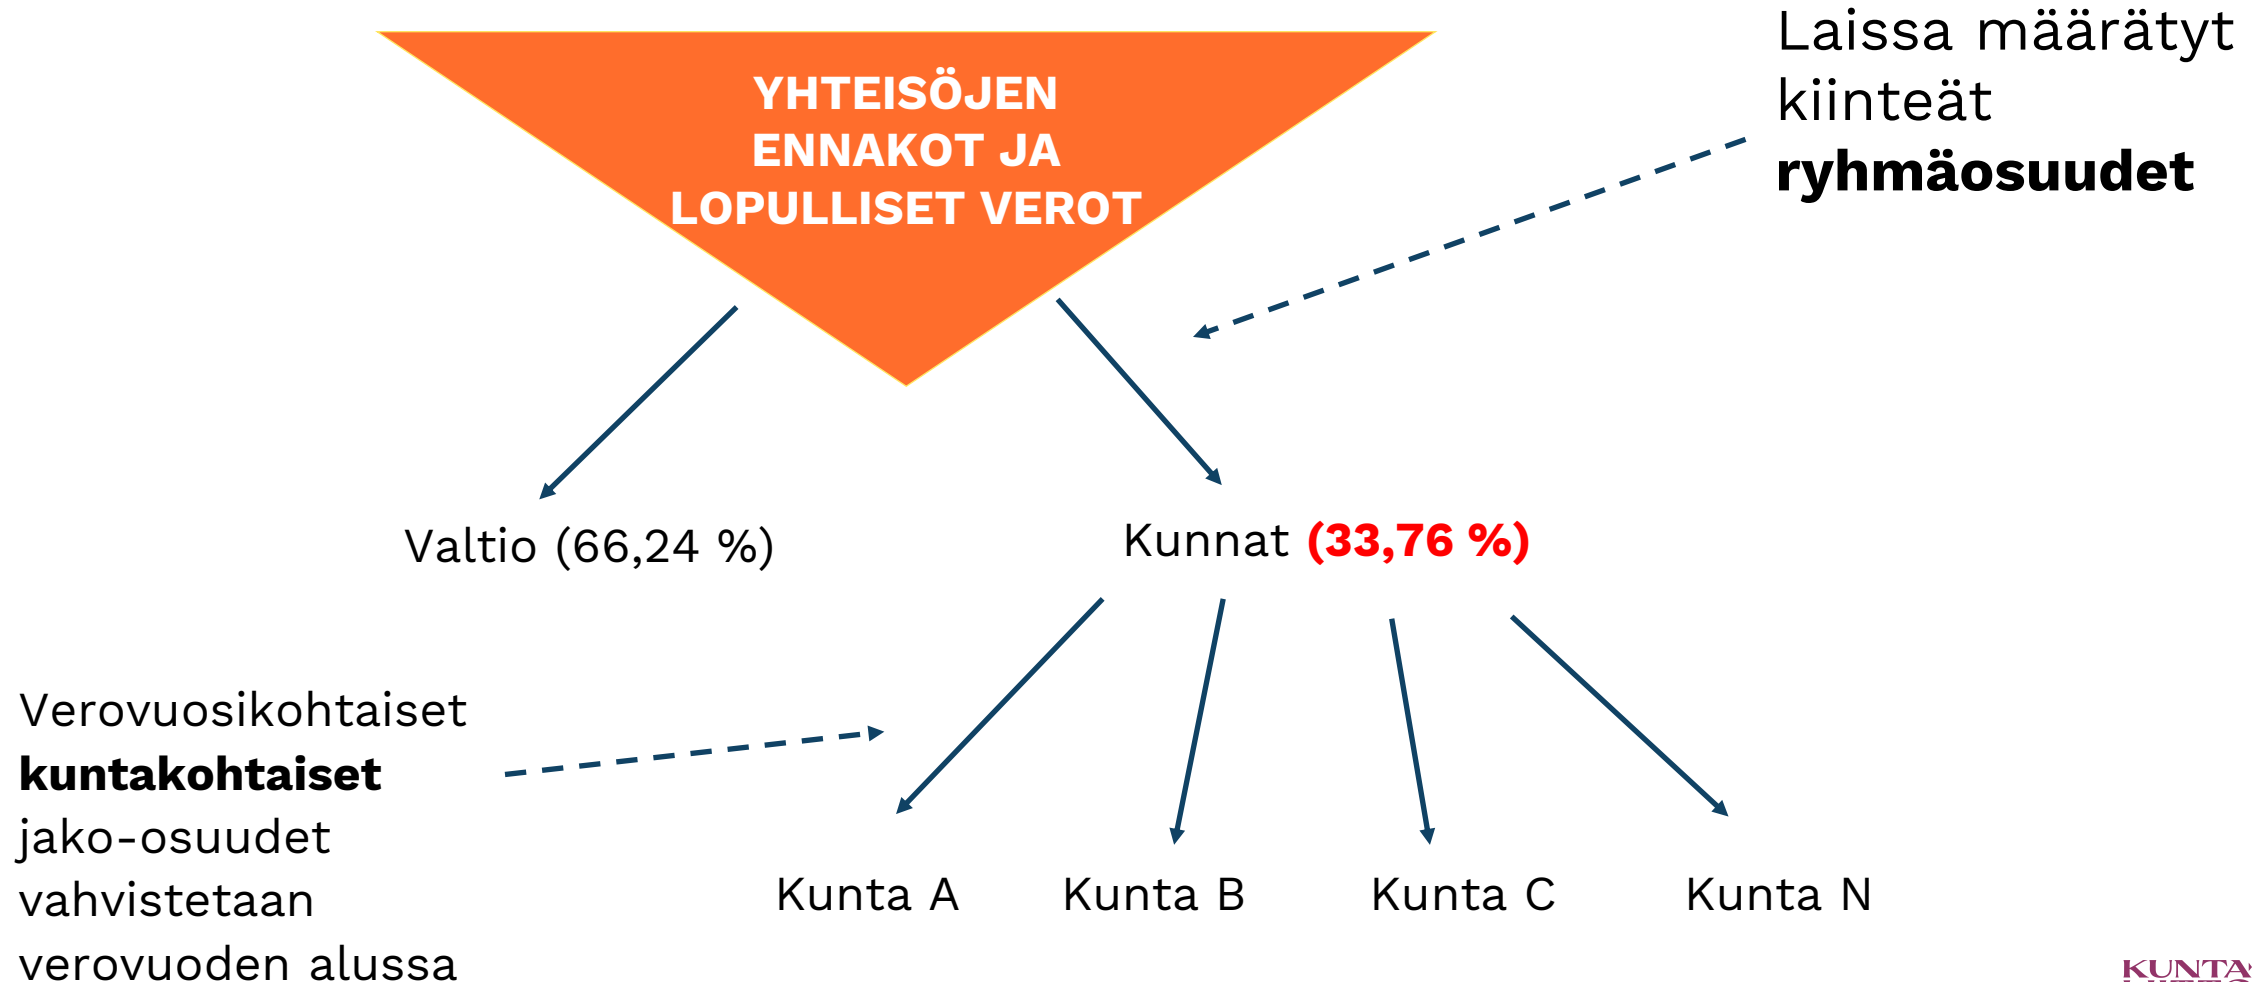 Laissa määrätyt
kiinteät
ryhmäosuudet
YHTEISÖJEN
ENNAKOT JA
LOPULLISET VEROT
Valtio (66,24 %)
Kunnat (33,76 %)
Verovuosikohtaiset
kuntakohtaiset
jako-osuudet
vahvistetaan
verovuoden alussa
Kunta A
Kunta B
Kunta C
Kunta N
KUNTA